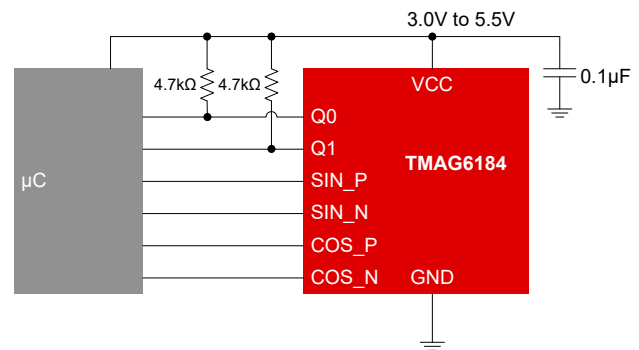 3.0V to 5.5V
4.7kΩ
4.7kΩ
0.1µF
VCC
Q0
Q1
TMAG6184
µC
SIN_P
SIN_N
COS_P
COS_N
GND